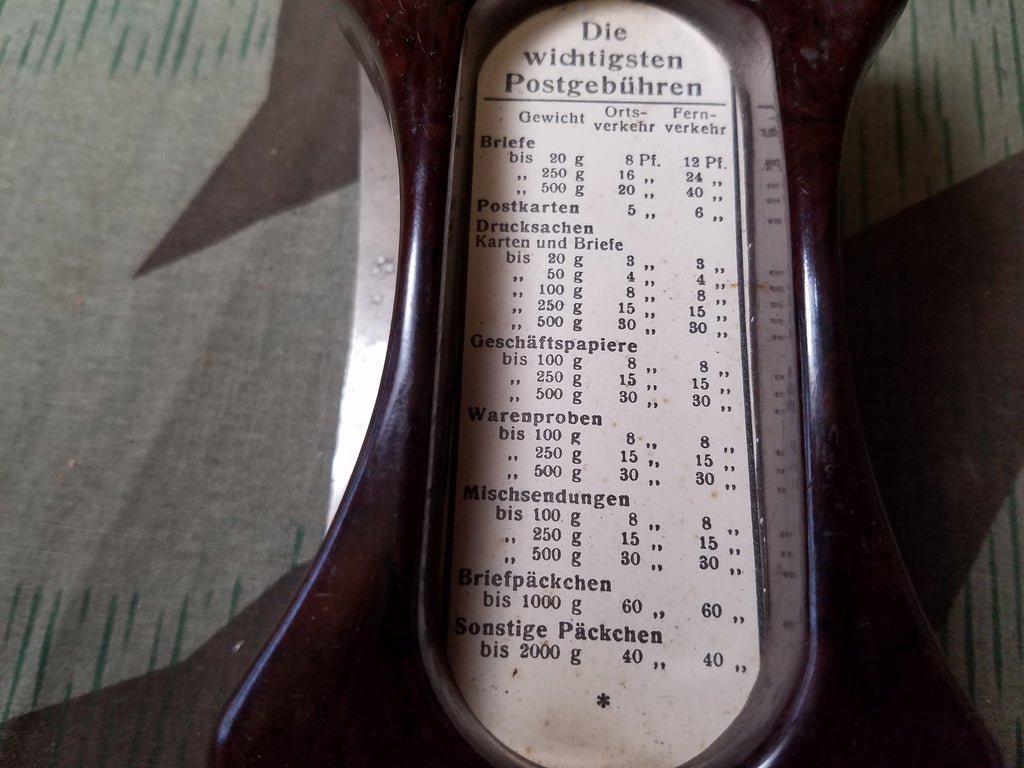 Die
wichtigsten
Postgebühren
Gewicht Orts-verkehr Fern-verkehr
Briefe
bis 20 g 8 Pf. 12 Pf.
„ 250 g 16 „ 24 „
„ 500 g 20 „ 40 „
Postkarten 5 „ 6 „
Drucksachen
Karten und Briefe
bis 20 g 3 „ 3 „
„ 50 g 4 „ 4 „
„ 100 g 8 „ 8 „
„ 250 g 15 „ 15 „
„ 500 g 30 „ 30 „
Geschäftspapiere
bis 100 g 8 „ 8 „
„ 250 g 15 „ 15 „
„ 500 g 30 „ 30 „
Warenproben
bis 100 g 8 „ 8 „
„ 250 g 15 „ 15 „
„ 500 g 30 „ 30 „
Mischsendungen
bis 100 g 8 „ 8 „
„ 250 g 15 „ 15 „
„ 500 g 30 „ 30 „
Briefpäckchen
bis 1000 g 60 „ 60 „
Sonstige Päckchen
bis 2000 g 40 „ 40 „
*